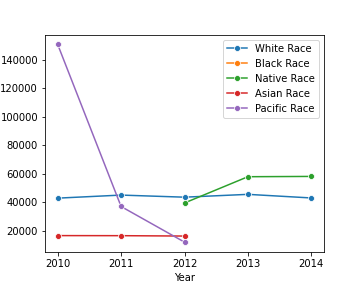 White Race
Black Race
Native Race
Asian Race
Pacific Race
140000
120000
100000
80000
60000
40000
20000
2010 2011 2012 2013 2014
Year